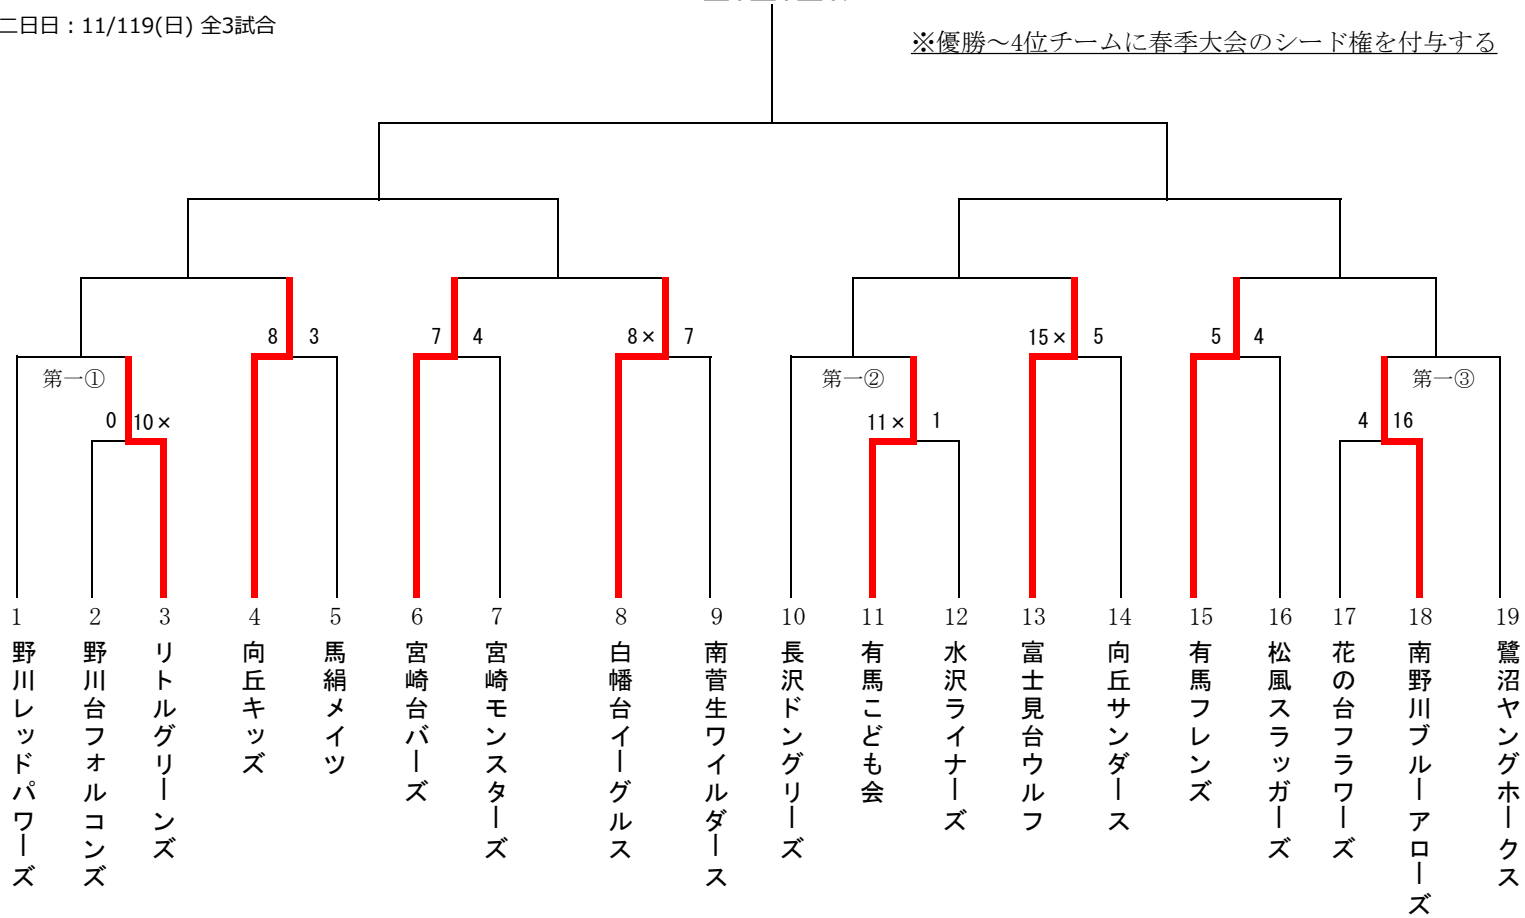 二日日：11/119(日) 全3試合
※優勝～4位チームに春季大会のシード権を付与する
8 3 7 4 8× 7 15× 5 5 4
第一① 第一② 第一③
0 10× 11× 1 4 16
1 2 3 4 5 6 7 8 9 10 11 12 13 14 15 16 17 18 19
野川レッドパワーズ
野川台フォルコンズ
リトルグリーンズ
向丘キッズ
馬絹メイツ
宮崎台バーズ
宮崎モンスターズ
白幡台イーグルス
南菅生ワイルダース
長沢ドングリーズ
有馬こども会
水沢ライナーズ
富士見台ウルフ
向丘サンダース
有馬フレンズ
松風スラッガーズ
花の台フラワーズ
南野川ブルーアローズ
鷺沼ヤングホークス